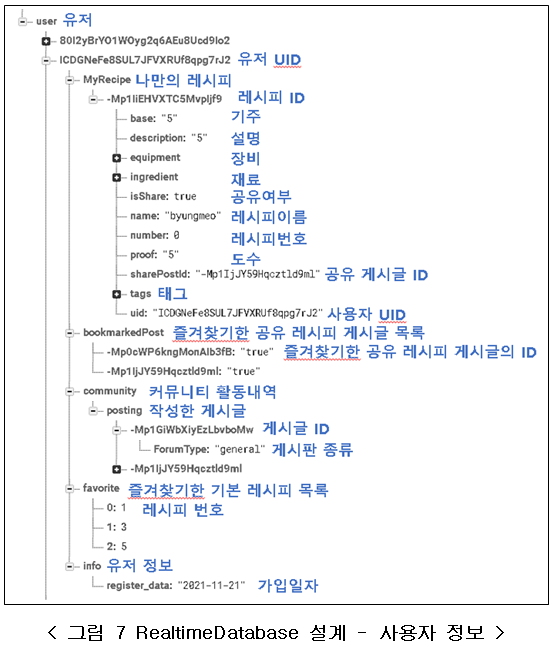 user 유저
80I2yBrYO1WOyg2q6AEu8Ucd9Io2
ICDGNeFe8SUL7JFVXRUf8qpg7rJ2 유저 UID
MyRecipe 나만의 레시피
-Mp1IiEHVXTC5Mvpljf9 레시피 ID
base: "5" 기주
description: "5" 설명
equipment 장비
ingredient 재료
isShare: true 공유여부
name: "byungmeo" 레시피이름
number: 0 레시피번호
proof: "5" 도수
sharePostId: "-Mp1IjJY59Hqcztld9ml" 공유 게시글 ID
tags 태그
uid: "ICDGNeFe8SUL7JFVXRUf8qpg7rJ2" 사용자 UID
bookmarkedPost 즐겨찾기한 공유 레시피 게시글 목록
-Mp0cWP6kngMonAIb3fB: "true" 즐겨찾기한 공유 레시피 게시글의 ID
-Mp1IjJY59Hqcztld9ml: "true"
community 커뮤니티 활동내역
posting 작성한 게시글
-Mp1GiWbXiyEzLbvboMw 게시글 ID
ForumType: "general" 게시판 종류
-Mp1IjJY59Hqcztld9ml
favorite 즐겨찾기한 기본 레시피 목록
0: 1 레시피 번호
1: 3
2: 5
info 유저 정보
register_data: "2021-11-21" 가입일자
< 그림 7 RealtimeDatabase 설계 - 사용자 정보 >